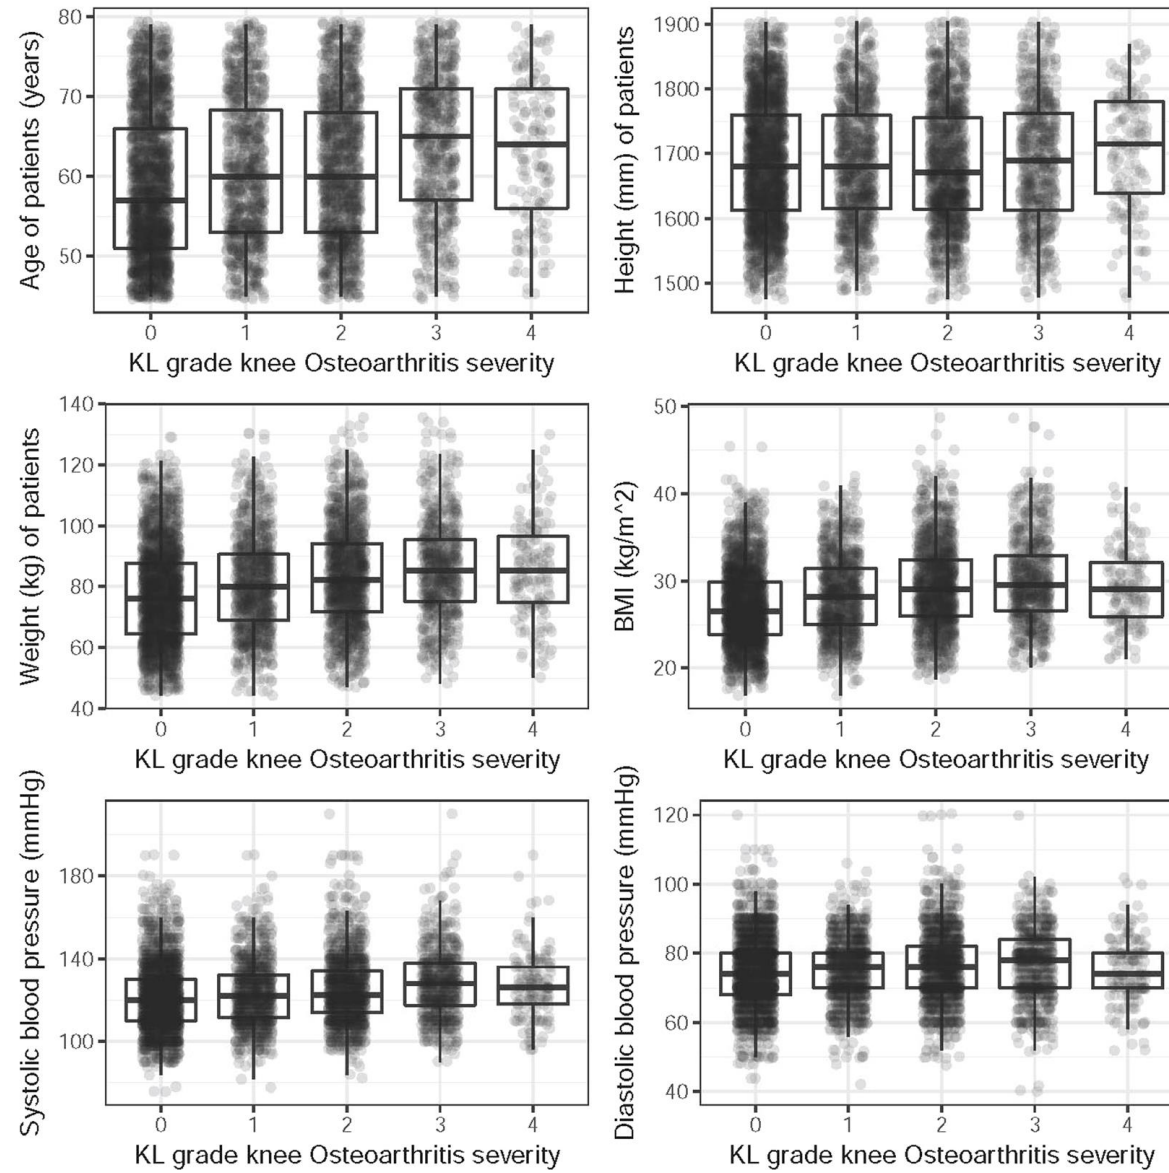 Age of patients (years)
80
70
60
50
0 1 2 3 4
KL grade knee Osteoarthritis severity
Height (mm) of patients
1900
1800
1700
1600
1500
0 1 2 3 4
KL grade knee Osteoarthritis severity
Weight (kg) of patients
140
120
100
80
60
40
0 1 2 3 4
KL grade knee Osteoarthritis severity
BMI (kg/m^2)
50
40
30
20
0 1 2 3 4
KL grade knee Osteoarthritis severity
Systolic blood pressure (mmHg)
180
140
100
0 1 2 3 4
KL grade knee Osteoarthritis severity
Diastolic blood pressure (mmHg)
120
100
80
60
40
0 1 2 3 4
KL grade knee Osteoarthritis severity